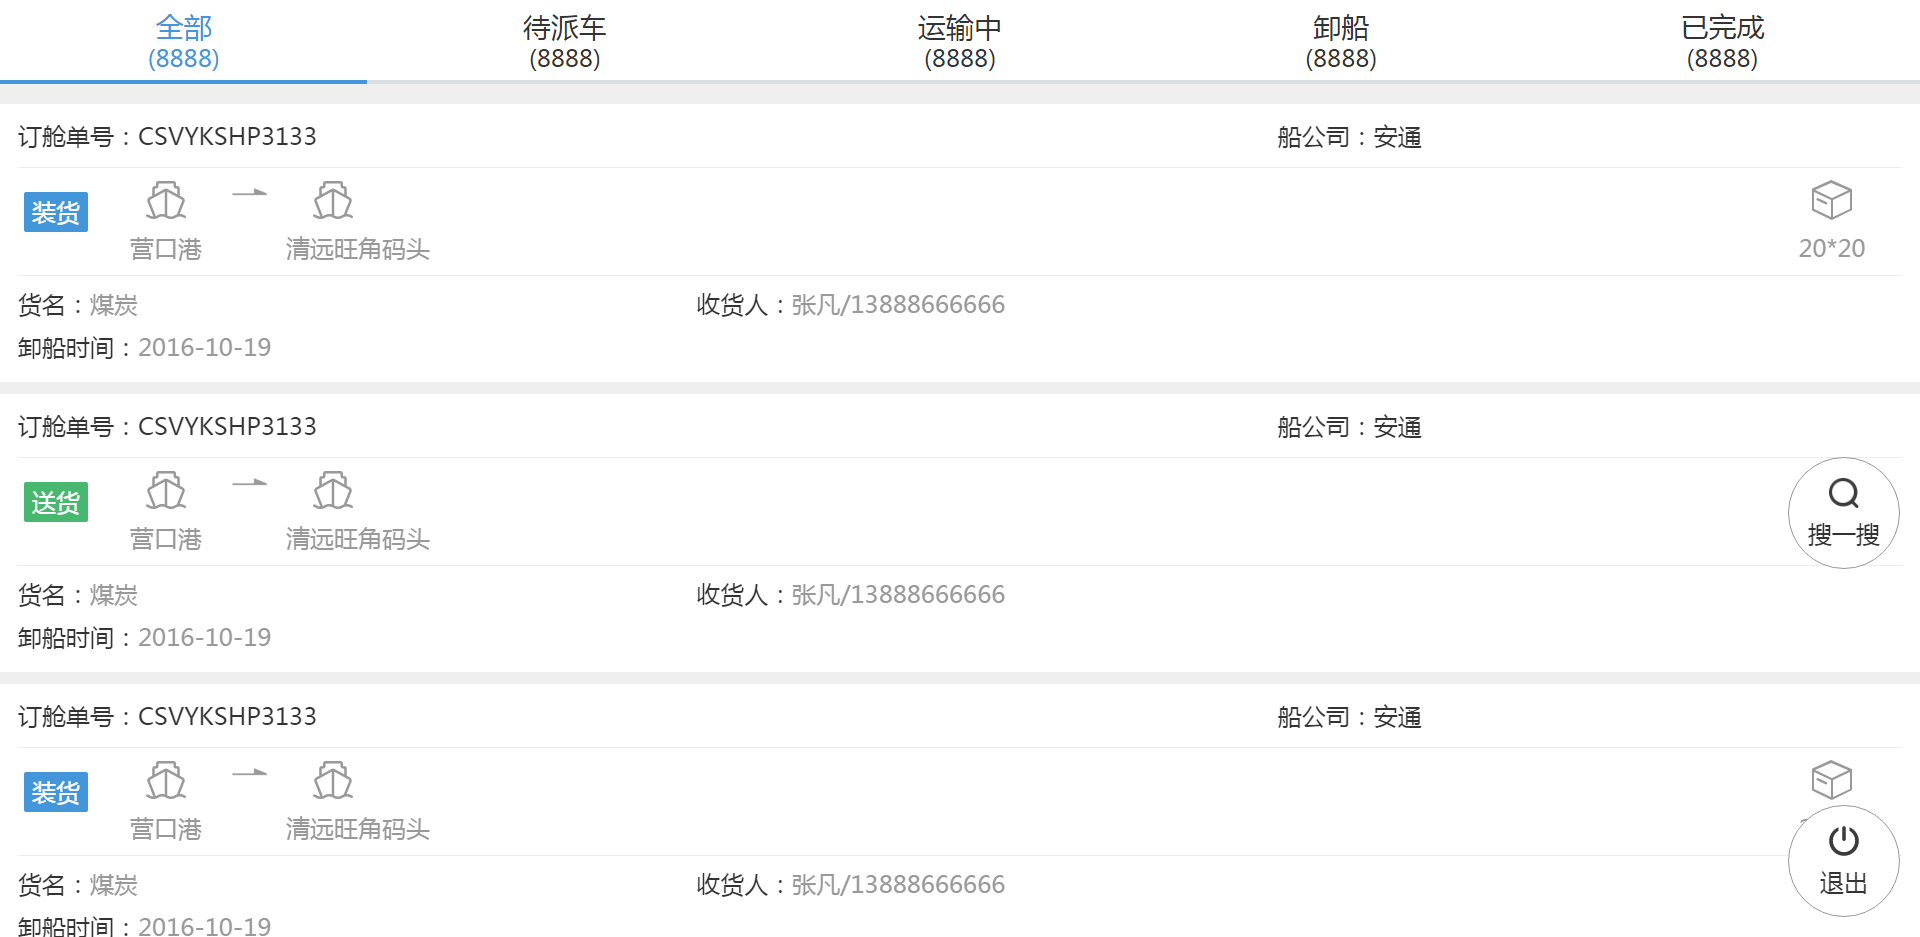 全部 待派车 运输中 卸船 已完成
(8888) (8888) (8888) (8888) (8888)
订舱单号：CSVYKSHP3133 船公司：安通
装货
营口港 清远旺角码头 20*20
货名：煤炭 收货人：张凡/13888666666
卸船时间：2016-10-19
订舱单号：CSVYKSHP3133 船公司：安通
送货
营口港 清远旺角码头
搜一搜
货名：煤炭 收货人：张凡/13888666666
卸船时间：2016-10-19
订舱单号：CSVYKSHP3133 船公司：安通
装货
营口港 清远旺角码头
货名：煤炭 收货人：张凡/13888666666
退出
卸船时间：2016-10-19